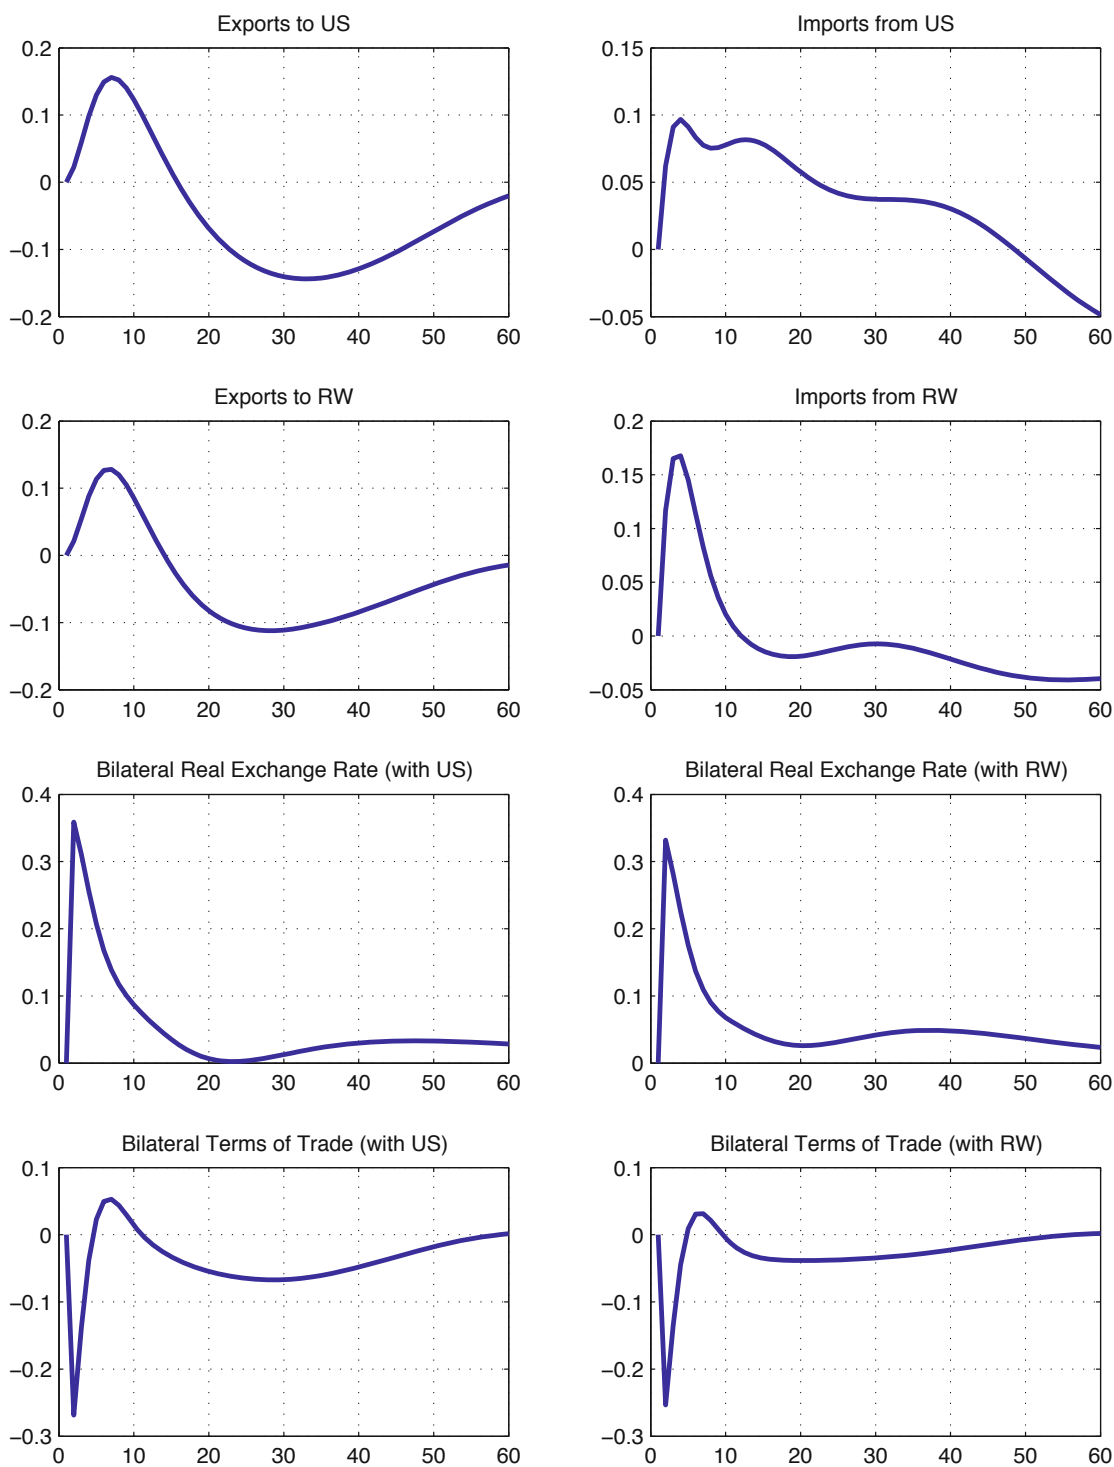 Exports to US
0.2
0.1
0
−0.1
−0.2
0 10 20 30 40 50 60
Imports from US
0.15
0.1
0.05
0
−0.05
0 10 20 30 40 50 60
Exports to RW
0.2
0.1
0
−0.1
−0.2
0 10 20 30 40 50 60
Imports from RW
0.2
0.15
0.1
0.05
0
−0.05
0 10 20 30 40 50 60
Bilateral Real Exchange Rate (with US)
0.4
0.3
0.2
0.1
0
0 10 20 30 40 50 60
Bilateral Real Exchange Rate (with RW)
0.4
0.3
0.2
0.1
0
0 10 20 30 40 50 60
Bilateral Terms of Trade (with US)
0.1
0
−0.1
−0.2
−0.3
0 10 20 30 40 50 60
Bilateral Terms of Trade (with RW)
0.1
0
−0.1
−0.2
−0.3
0 10 20 30 40 50 60